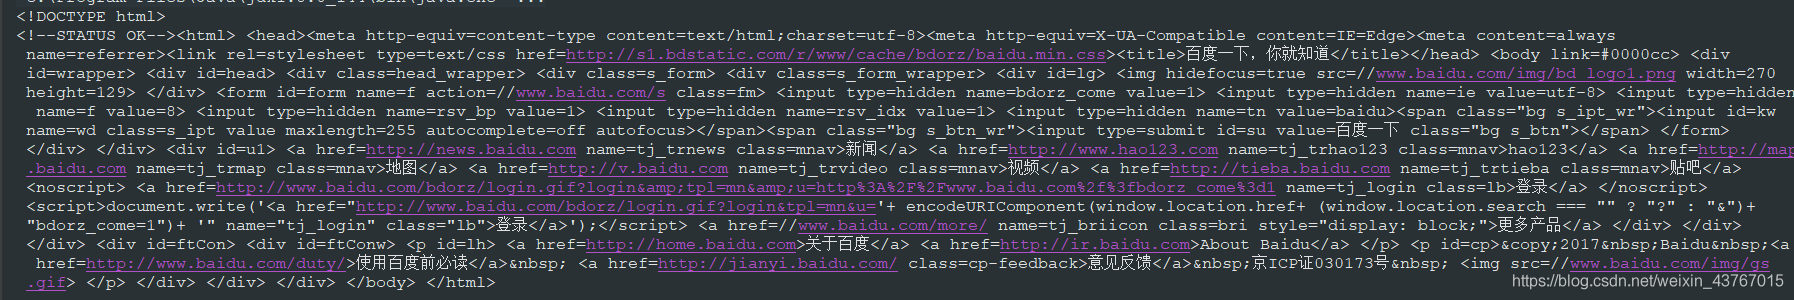 <!DOCTYPE html>
<!--STATUS OK--><html> <head><meta http-equiv=content-type content=text/html;charset=utf-8><meta http-equiv=X-UA-Compatible content=IE=Edge><meta content=always
name=referrer><link rel=stylesheet type=text/css href=http://s1.bdstatic.com/r/www/cache/bdorz/baidu.min.css><title>百度一下，你就知道</title></head> <body link=#0000cc> <div
id=wrapper> <div id=head> <div class=head_wrapper> <div class=s_form> <div class=s_form_wrapper> <div id=lg> <img hidefocus=true src=//www.baidu.com/img/bd_logo1.png width=270
height=129> </div> <form id=form name=f action=//www.baidu.com/s class=fm> <input type=hidden name=bdorz_come value=1> <input type=hidden name=ie value=utf-8> <input type=hidden
name=f value=8> <input type=hidden name=rsv_bp value=1> <input type=hidden name=rsv_idx value=1> <input type=hidden name=tn value=baidu><span class="bg s_ipt_wr"><input id=kw
name=wd class=s_ipt value maxlength=255 autocomplete=off autofocus></span><span class="bg s_btn_wr"><input type=submit id=su value=百度一下 class="bg s_btn"></span> </form>
</div> </div> <div id=u1> <a href=http://news.baidu.com name=tj_trnews class=mnav>新闻</a> <a href=http://www.hao123.com name=tj_trhao123 class=mnav>hao123</a> <a href=http://map
.baidu.com name=tj_trmap class=mnav>地图</a> <a href=http://v.baidu.com name=tj_trvideo class=mnav>视频</a> <a href=http://tieba.baidu.com name=tj_trtieba class=mnav>贴吧</a>
<noscript> <a href=http://www.baidu.com/bdorz/login.gif?login&amp;tpl=mn&amp;u=http%3A%2F%2Fwww.baidu.com%2f%3fbdorz_come%3d1 name=tj_login class=lb>登录</a> </noscript>
<script>document.write('<a href="http://www.baidu.com/bdorz/login.gif?login&tpl=mn&u='+ encodeURIComponent(window.location.href+ (window.location.search === "" ? "?" : "&")+
"bdorz_come=1")+ '" name="tj_login" class="lb">登录</a>');</script> <a href=//www.baidu.com/more/ name=tj_briicon class=bri style="display: block;">更多产品</a> </div> </div>
</div> <div id=ftCon> <div id=ftConw> <p id=lh> <a href=http://home.baidu.com>关于百度</a> <a href=http://ir.baidu.com>About Baidu</a> </p> <p id=cp>&copy;2017&nbsp;Baidu&nbsp;<a
href=http://www.baidu.com/duty/>使用百度前必读</a>&nbsp; <a href=http://jianyi.baidu.com/ class=cp-feedback>意见反馈</a>&nbsp;京ICP证030173号&nbsp; <img src=//www.baidu.com/img/gs
.gif> </p> </div> </div> </div> </body> </html>
https://blog.csdn.net/weixin_43767015